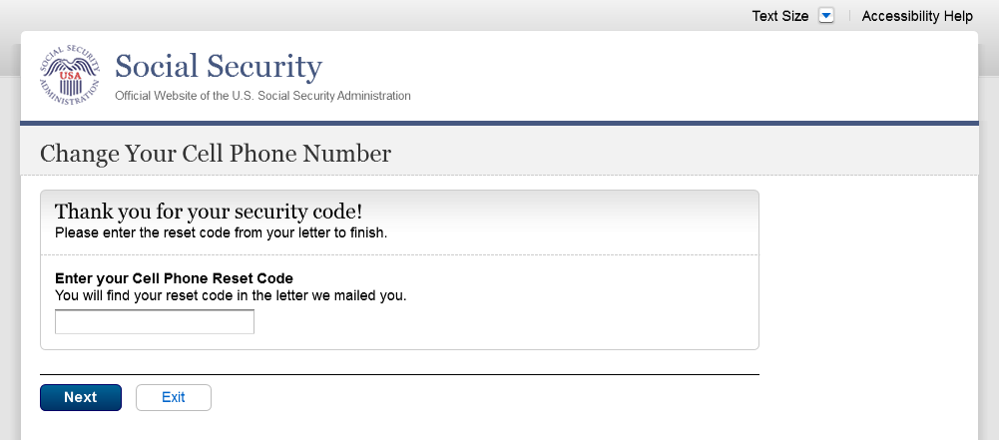 Text Size
Accessibility Help
SOCIAL SECURITY
USA
ADMINISTRATION
Social Security
Official Website of the U.S. Social Security Administration
Change Your Cell Phone Number
Thank you for your security code!
Please enter the reset code from your letter to finish.
Enter your Cell Phone Reset Code
You will find your reset code in the letter we mailed you.
Next
Exit